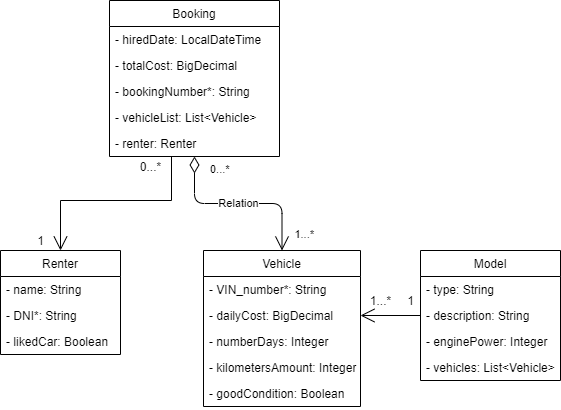 Booking
- hiredDate: LocalDateTime
- totalCost: BigDecimal
- bookingNumber*: String
- vehicleList: List<Vehicle>
- renter: Renter
0...*
0...*
Relation
1
1...*
Renter
- name: String
- DNI*: String
- likedCar: Boolean
Vehicle
- VIN_number*: String
- dailyCost: BigDecimal
- numberDays: Integer
- kilometersAmount: Integer
- goodCondition: Boolean
1...*
1
Model
- type: String
- description: String
- enginePower: Integer
- vehicles: List<Vehicle>